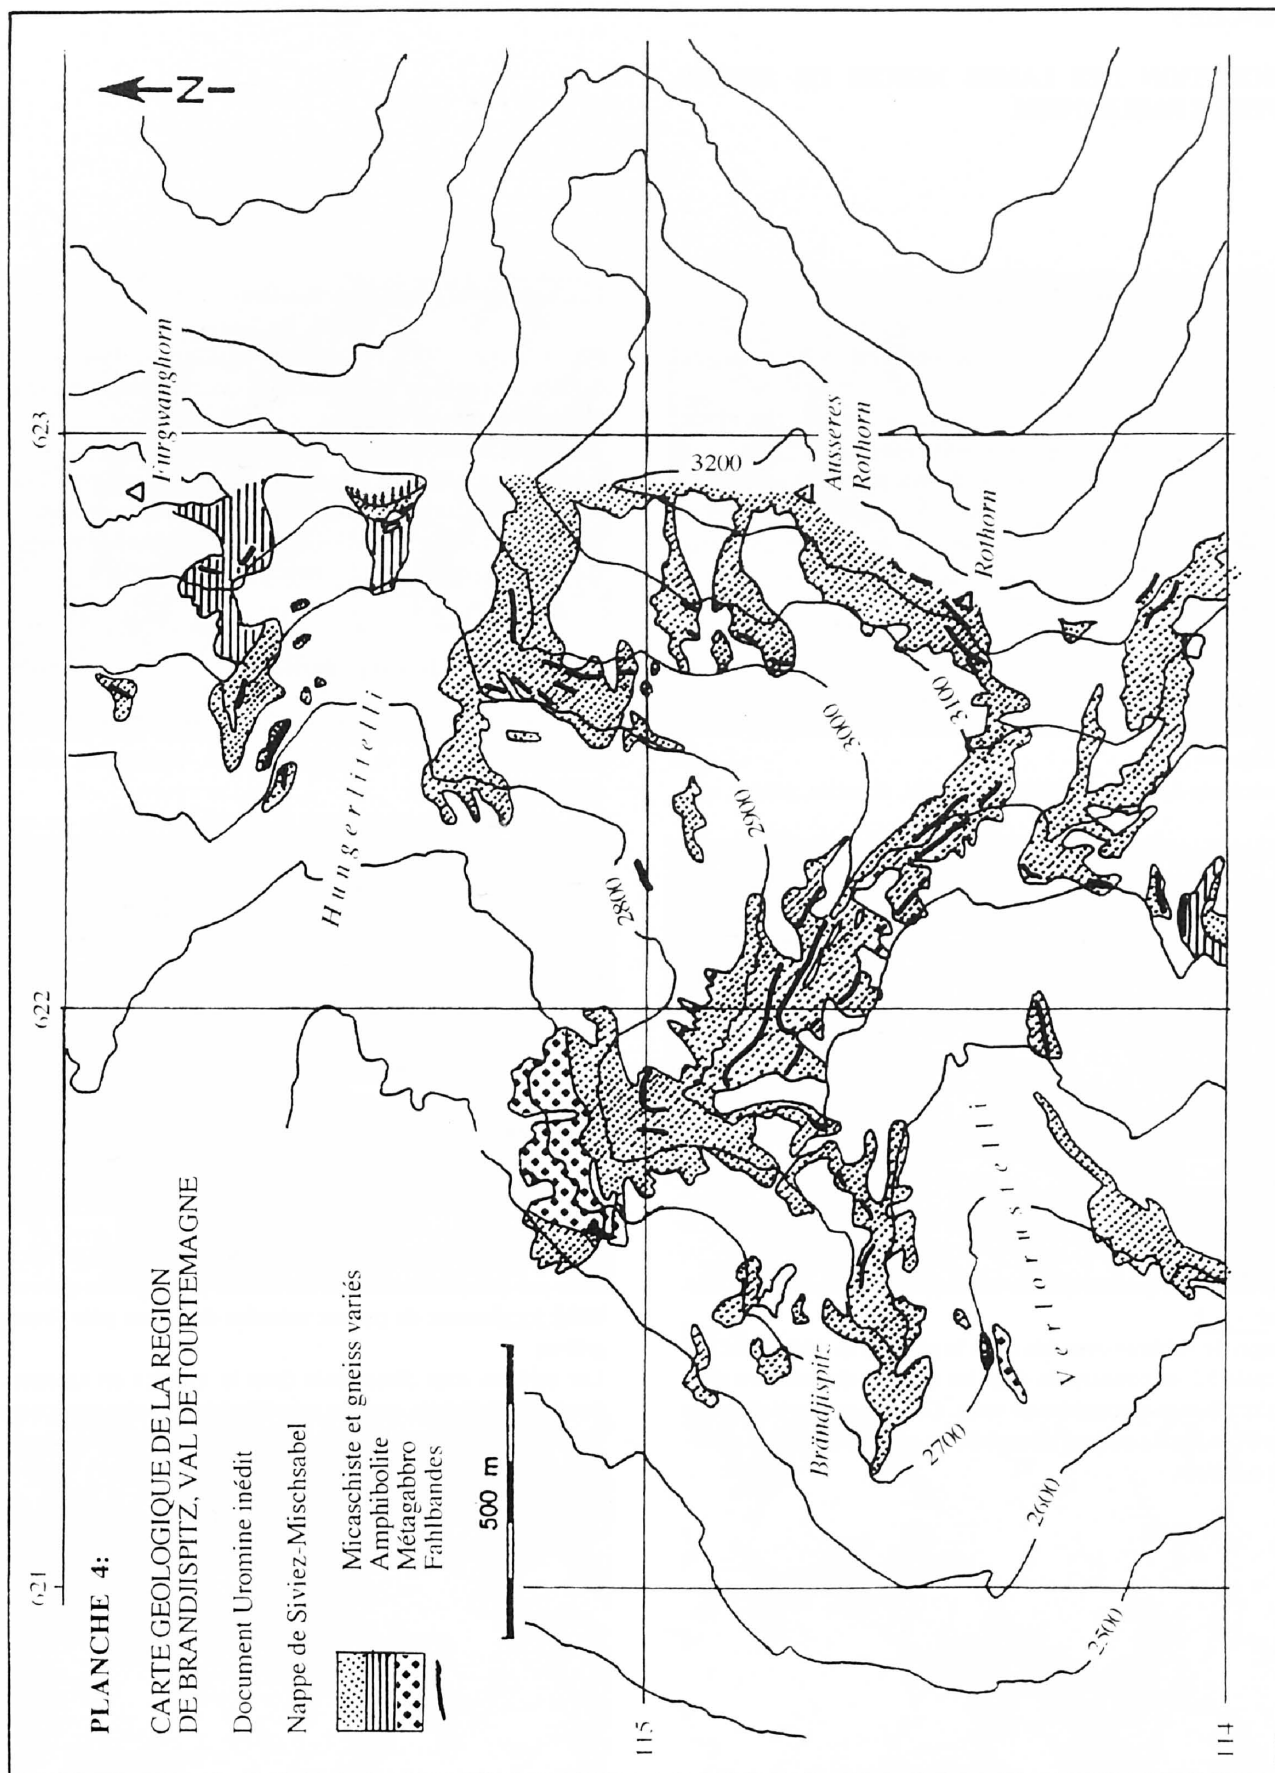 PLANCHE 4:
CARTE GEOLOGIQUE DE LA REGION
DE BRANDJISPITZ, VAL DE TOURTEMAGNE
Document Uromine inédit
Nappe de Siviez-Mischsabel
Micaschiste et gneiss variés
Amphibolite
Métagabbro
Fahlbandes
500 m
N
621
622
623
115
114
Furgwanghorn
Hungerlitelli
3200
Ausseres
Rothorn
Rothorn
3100
3000
2900
2800
Brändjispitz
Verlornustelli
2700
2600
2500